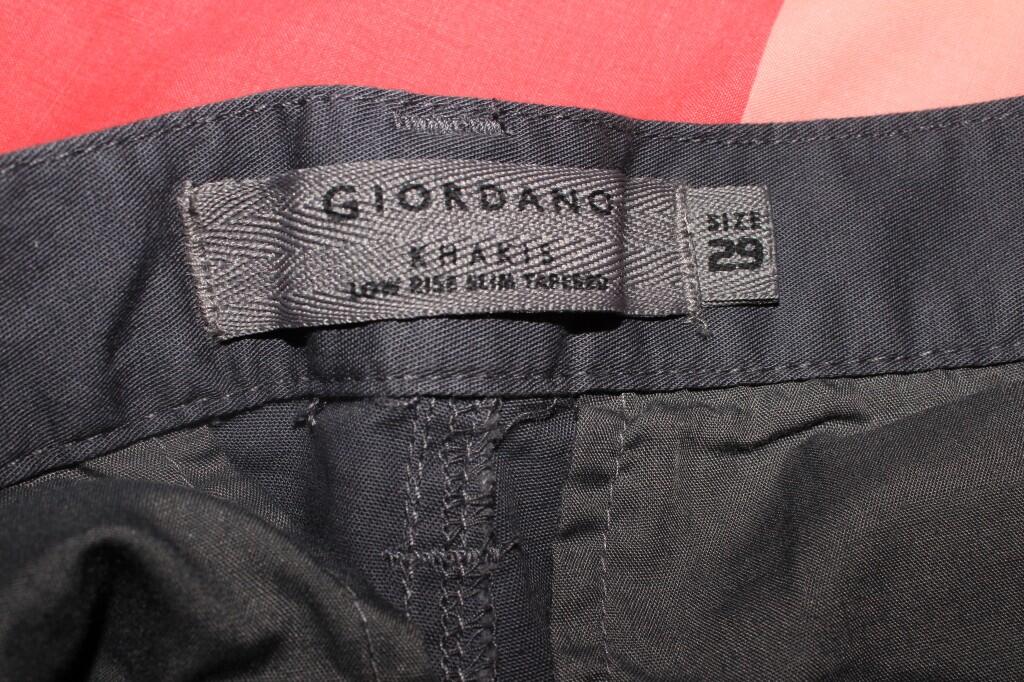 GIORDANO
KHAKIS
LOW RISE SLIM TAPERED
SIZE
29